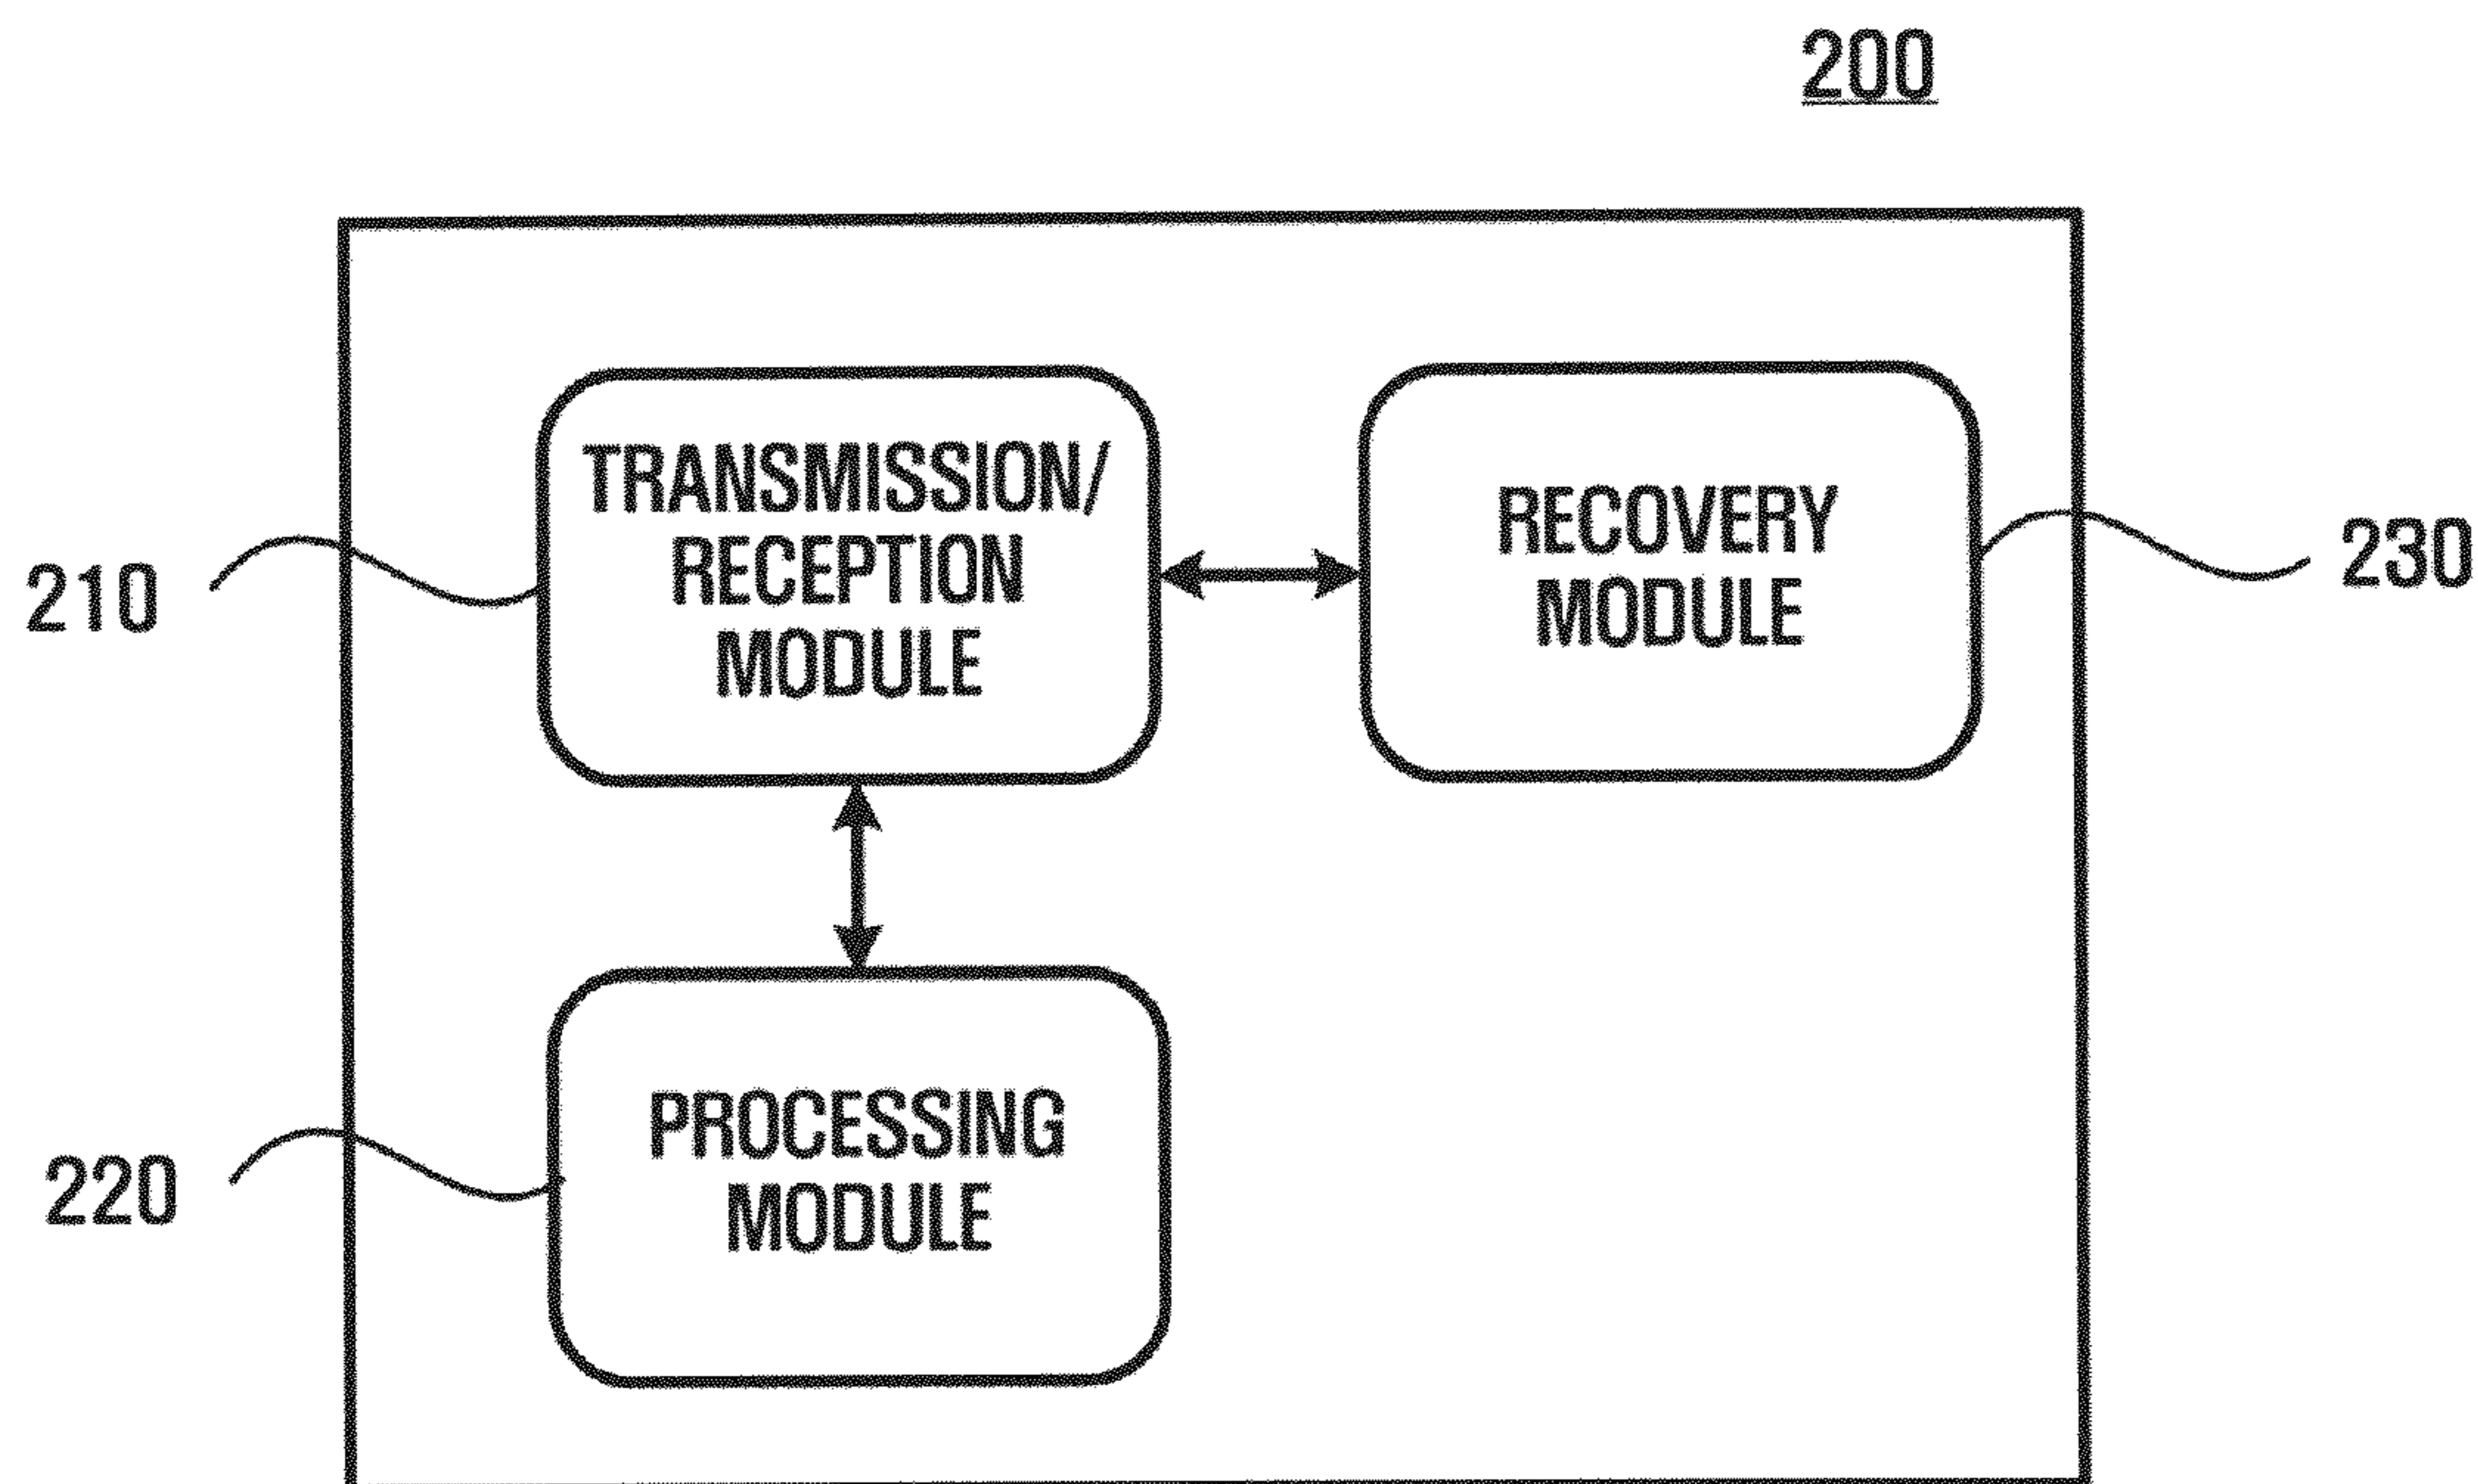 200
TRANSMISSION/
RECEPTION
MODULE
RECOVERY
MODULE
210
230
PROCESSING
MODULE
220